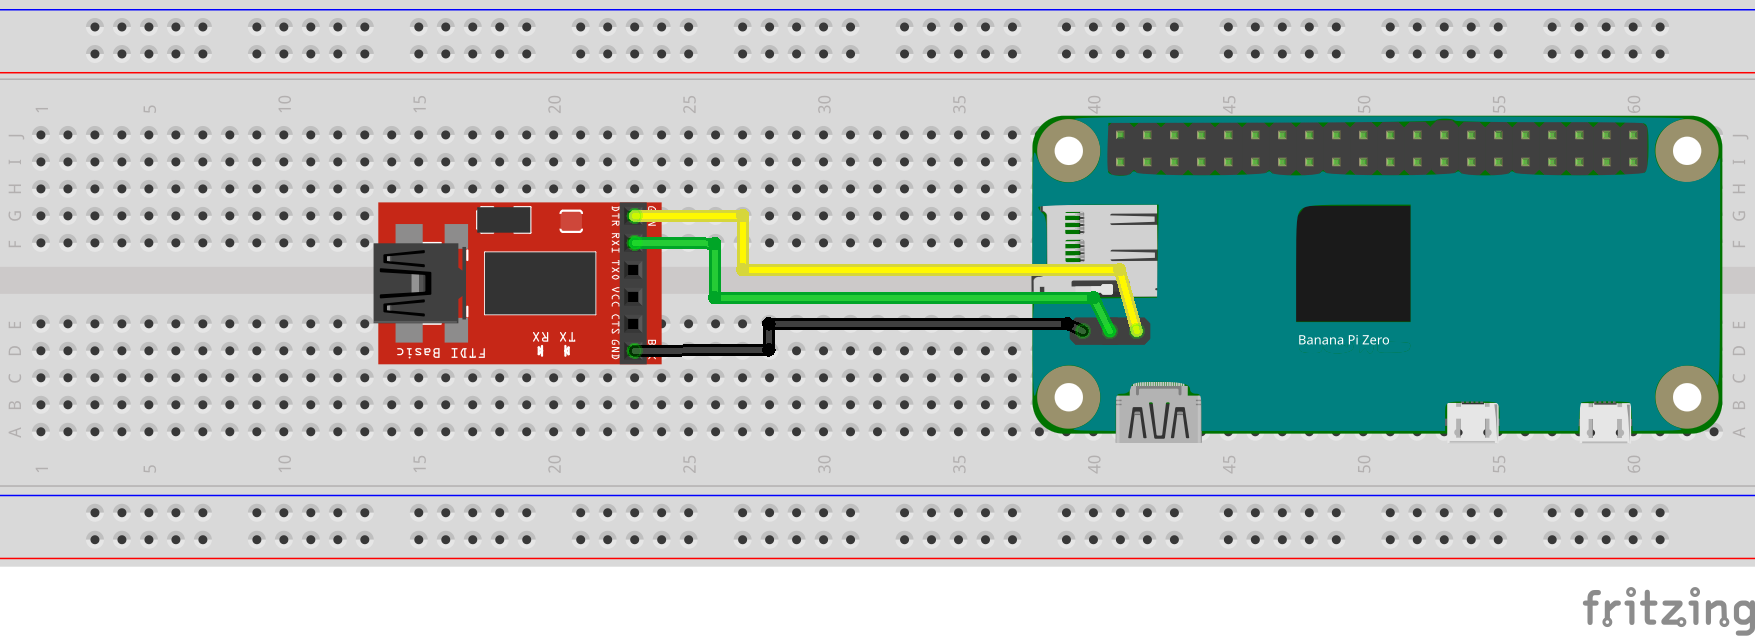 1 5 10 15 20 25 30 35 40 45 50 55 60
J
I
H
G
F
E
D
C
B
A
DTR
RXI
TXO
VCC
CTS
GND
TX RX
FTDI Basic
Banana Pi Zero
J
I
H
G
F
E
D
C
B
A
1 5 10 15 20 25 30 35 40 45 50 55 60
fritzing